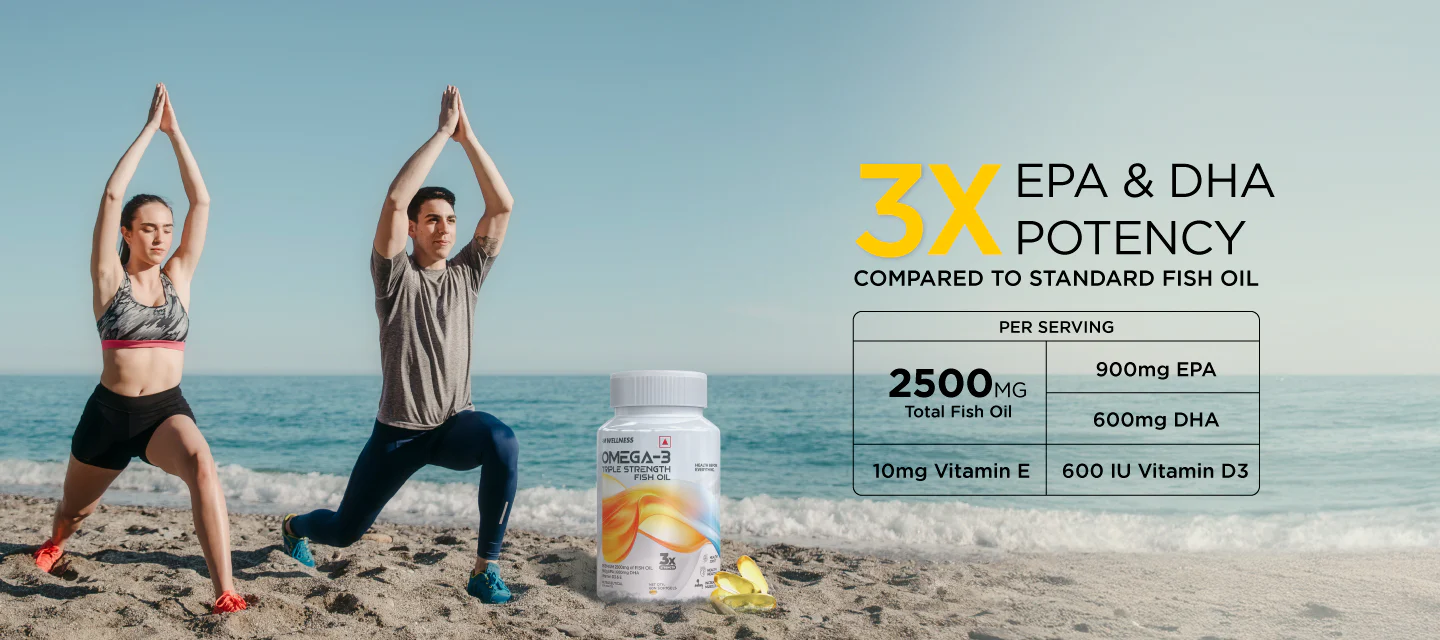 3X EPA & DHA
POTENCY
COMPARED TO STANDARD FISH OIL
PER SERVING
2500MG
Total Fish Oil
900mg EPA
600mg DHA
10mg Vitamin E
600 IU Vitamin D3
WELLNESS
OMEGA-3
TRIPLE STRENGTH
FISH OIL
3X